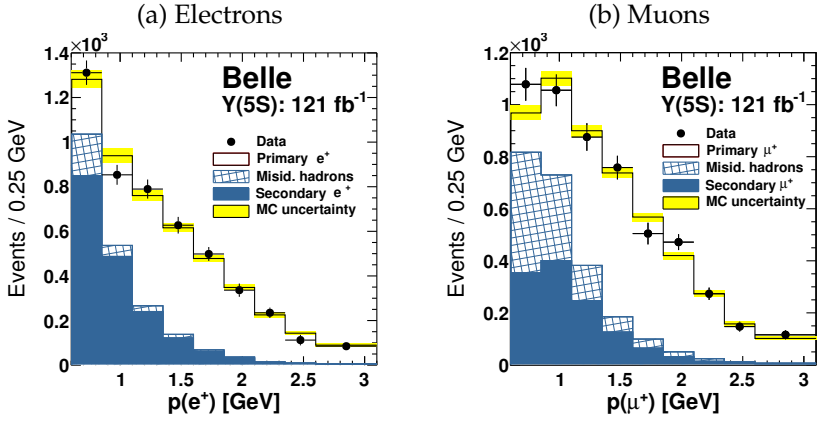 (a) Electrons
×10³
Belle
Υ(5S): 121 fb⁻¹
Data
Primary e⁺
Misid. hadrons
Secondary e⁺
MC uncertainty
Events / 0.25 GeV
1.4
1.2
1
0.8
0.6
0.4
0.2
0
1 1.5 2 2.5 3
p(e⁺) [GeV]
(b) Muons
×10³
Belle
Υ(5S): 121 fb⁻¹
Data
Primary μ⁺
Misid. hadrons
Secondary μ⁺
MC uncertainty
Events / 0.25 GeV
1.2
1
0.8
0.6
0.4
0.2
0
1 1.5 2 2.5 3
p(μ⁺) [GeV]